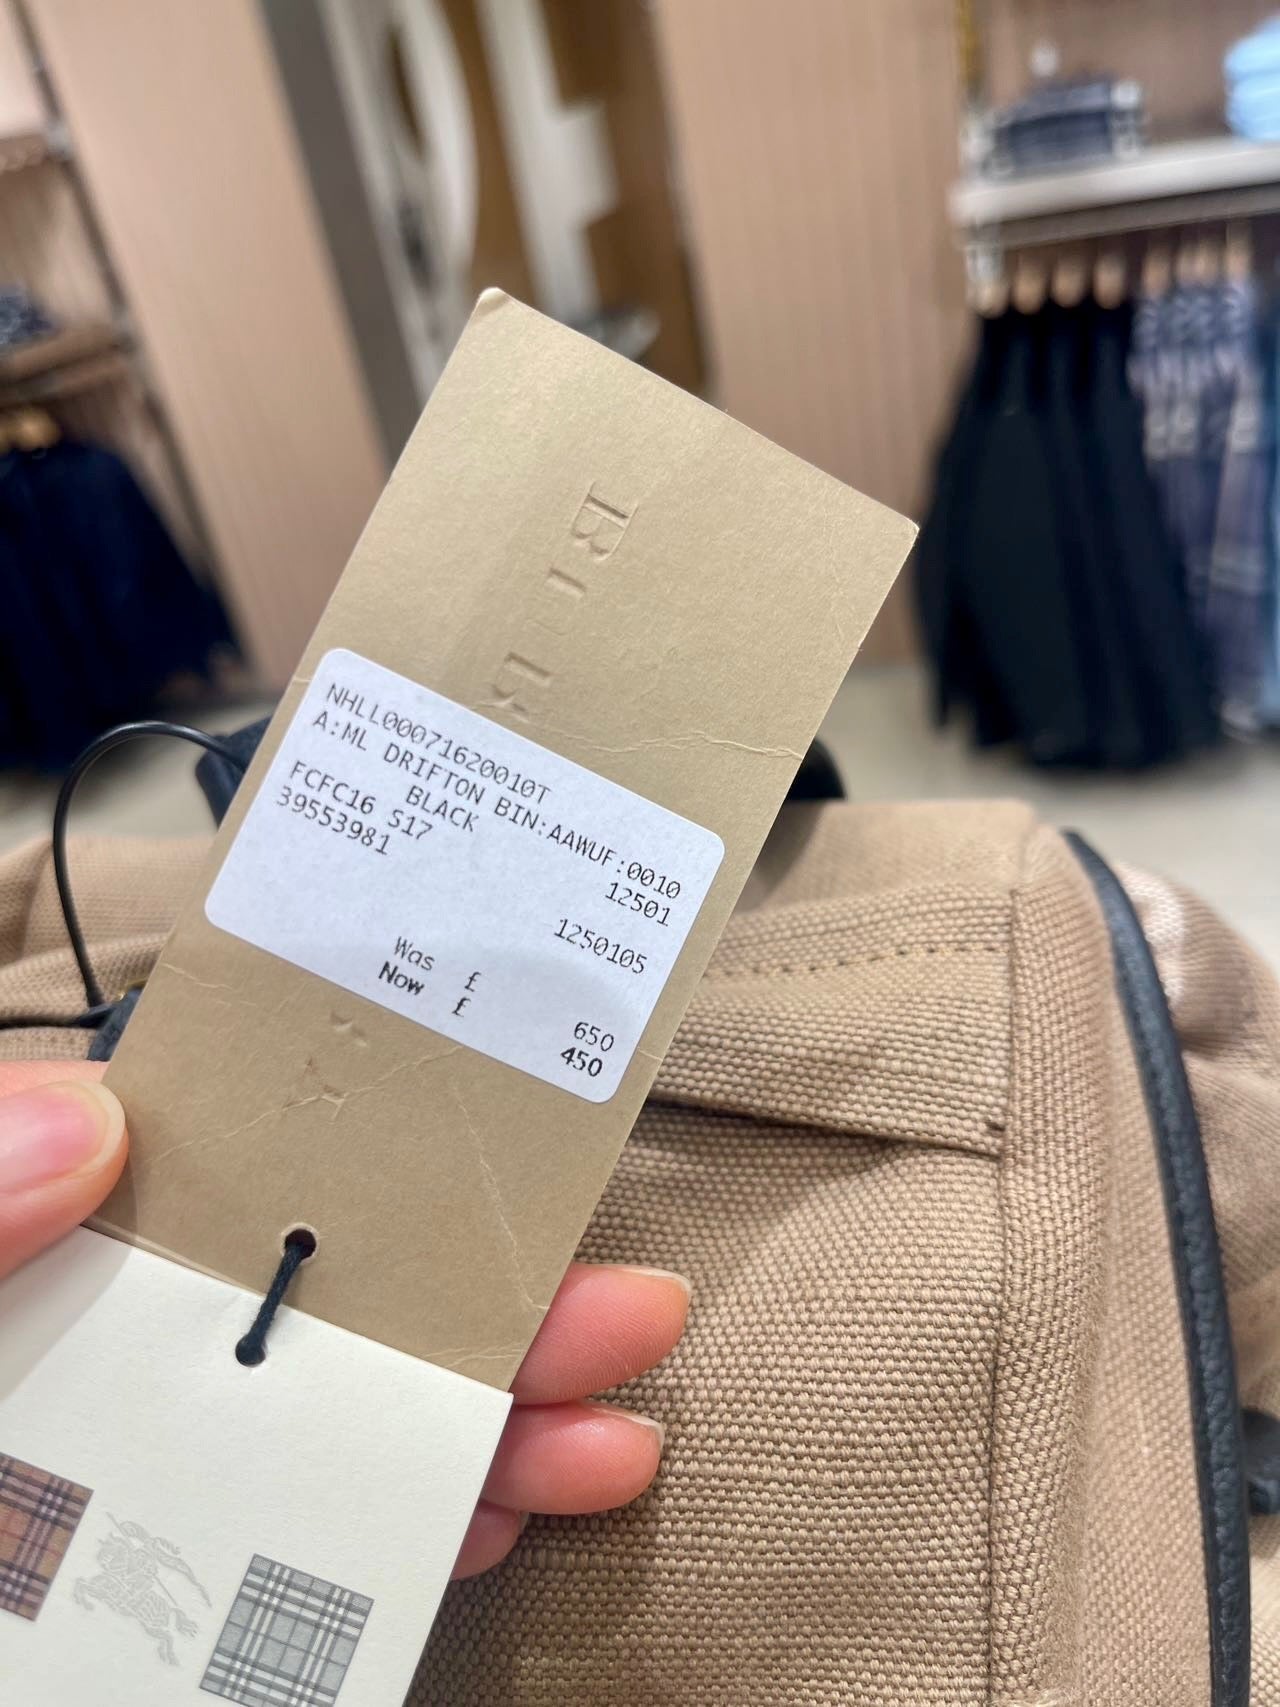 NHLL00071620010T
A:ML DRIFTON BIN:AAWUF:0010
BLACK 12501
FCFC16 S17
39553981 1250105
Was £ 650
Now £ 450